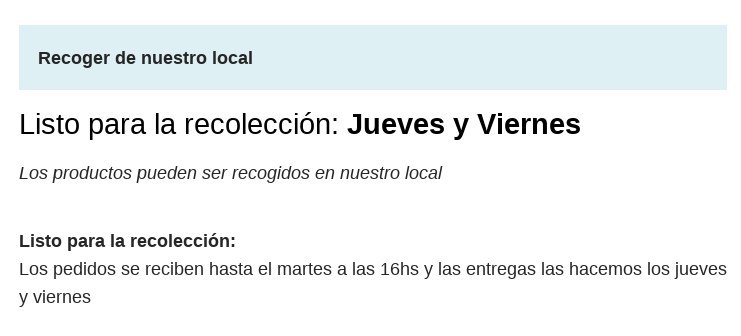 Recoger de nuestro local
Listo para la recolección: Jueves y Viernes
Los productos pueden ser recogidos en nuestro local
Listo para la recolección:
Los pedidos se reciben hasta el martes a las 16hs y las entregas las hacemos los jueves
y viernes